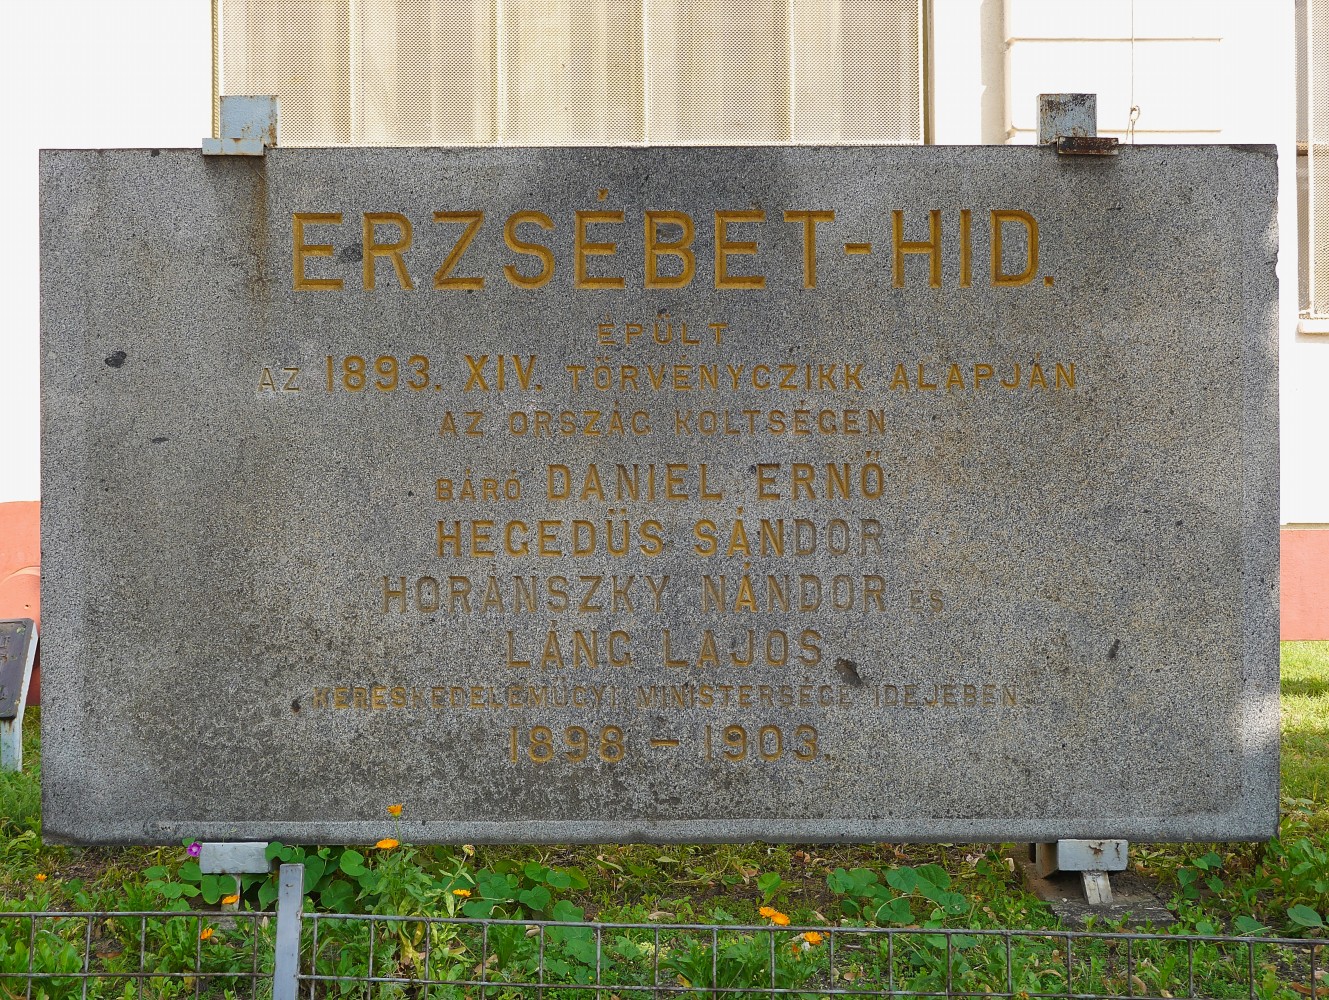 ERZSÉBET-HID.
ÉPÜLT
AZ 1893. XIV. TÖRVÉNYCZIKK ALAPJÁN
AZ ORSZÁG KÖLTSÉGÉN
BÁRÓ DANIEL ERNŐ
HEGEDÜS SÁNDOR
HORÁNSZKY NÁNDOR ÉS
LÁNG LAJOS
KERESKEDELEMÜGYI MINISTERSÉGE IDEJÉBEN
1898 – 1903.